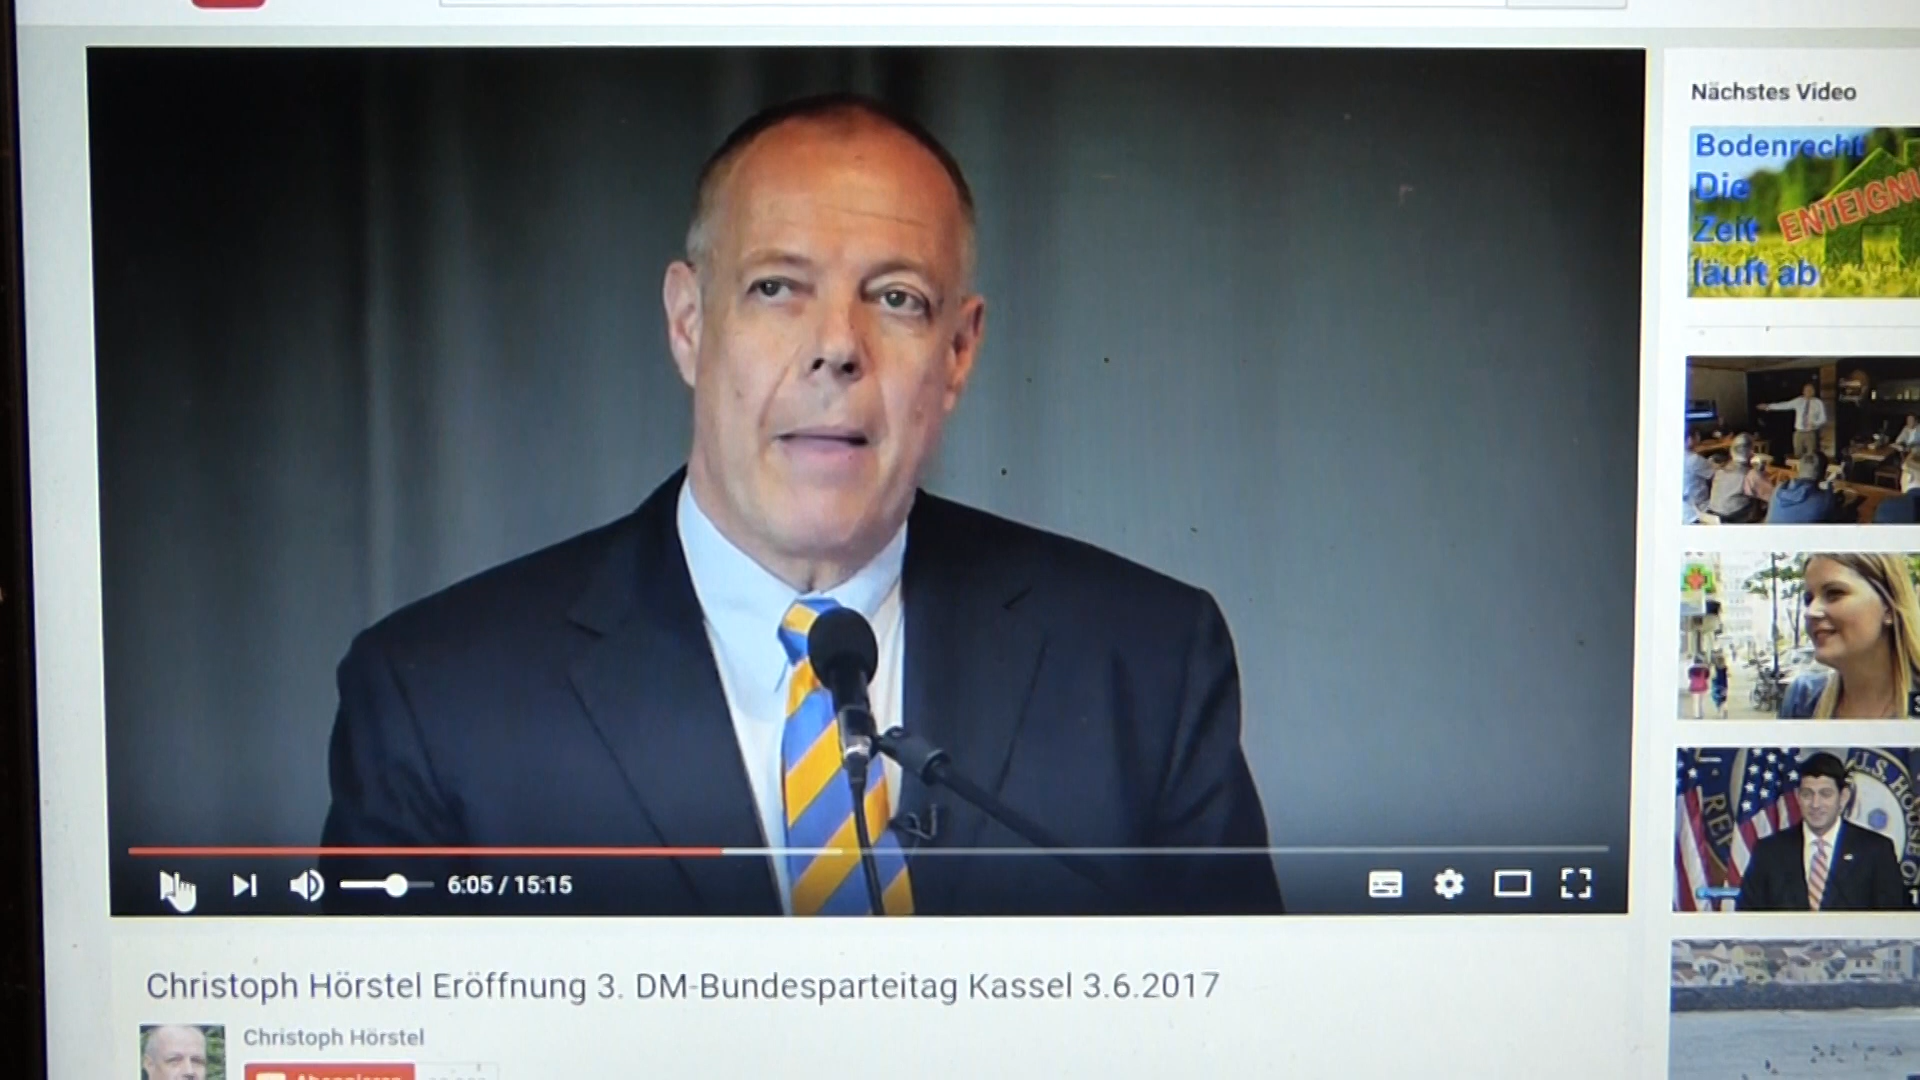 Nächstes Video
Bodenrecht
Die
Zeit
läuft ab
6:05 / 15:15
Christoph Hörstel Eröffnung 3. DM-Bundesparteitag Kassel 3.6.2017
Christoph Hörstel